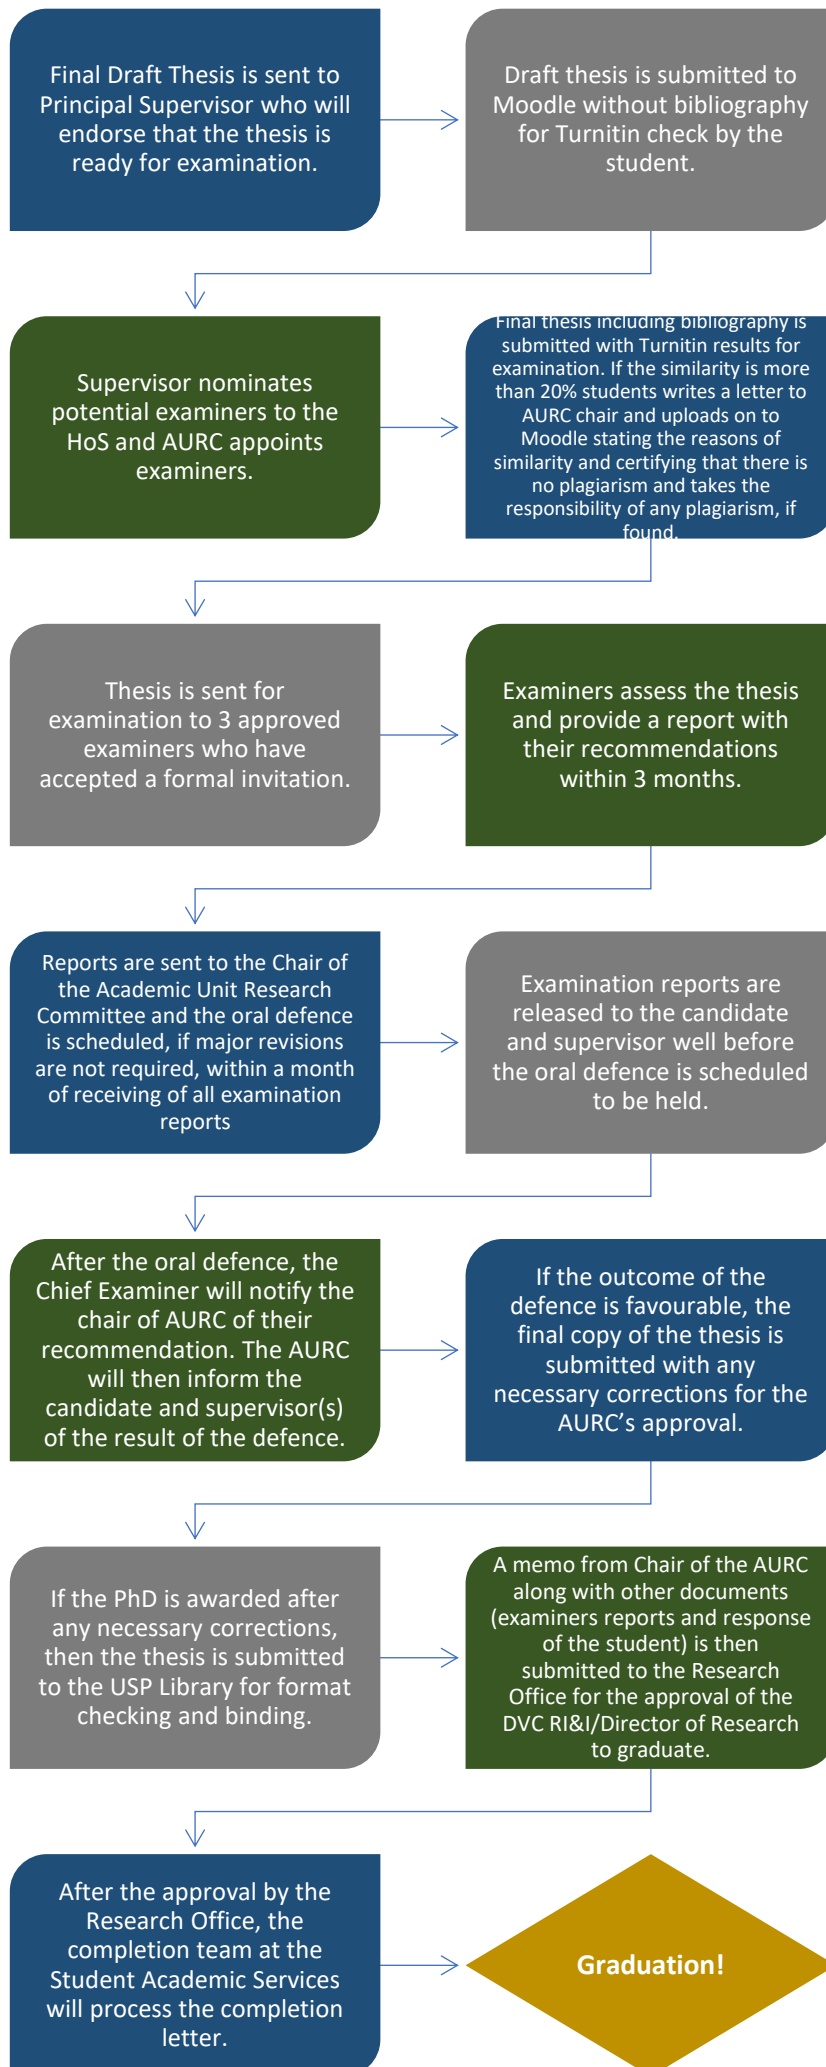 Final Draft Thesis is sent to
Principal Supervisor who will
endorse that the thesis is
ready for examination.
Draft thesis is submitted to
Moodle without bibliography
for Turnitin check by the
student.
Supervisor nominates
potential examiners to the
HoS and AURC appoints
examiners.
Final thesis including bibliography is
submitted with Turnitin results for
examination. If the similarity is more
than 20% students writes a letter to
AURC chair and uploads on to
Moodle stating the reasons of
similarity and certifying that there is
no plagiarism and takes the
responsibility of any plagiarism, if
found.
Thesis is sent for
examination to 3 approved
examiners who have
accepted a formal invitation.
Examiners assess the thesis
and provide a report with
their recommendations
within 3 months.
Reports are sent to the Chair of
the Academic Unit Research
Committee and the oral defence
is scheduled, if major revisions
are not required, within a month
of receiving of all examination
reports
Examination reports are
released to the candidate
and supervisor well before
the oral defence is scheduled
to be held.
After the oral defence, the
Chief Examiner will notify the
chair of AURC of their
recommendation. The AURC
will then inform the
candidate and supervisor(s)
of the result of the defence.
If the outcome of the
defence is favourable, the
final copy of the thesis is
submitted with any
necessary corrections for the
AURC’s approval.
If the PhD is awarded after
any necessary corrections,
then the thesis is submitted
to the USP Library for format
checking and binding.
A memo from Chair of the AURC
along with other documents
(examiners reports and response
of the student) is then
submitted to the Research
Office for the approval of the
DVC RI&I/Director of Research
to graduate.
After the approval by the
Research Office, the
completion team at the
Student Academic Services
will process the completion
letter.
Graduation!